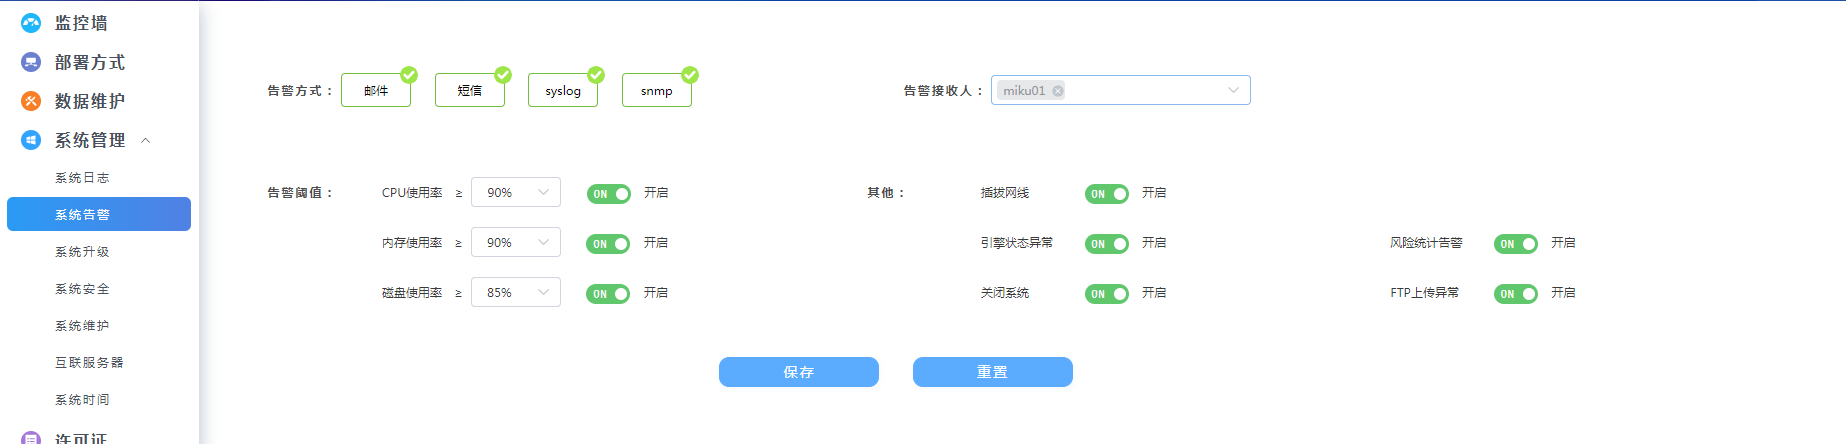 监控墙
部署方式
数据维护
系统管理
系统日志
系统告警
系统升级
系统安全
系统维护
互联服务器
系统时间
许可证
告警方式： 邮件 短信 syslog snmp 告警接收人： miku01
告警阈值： CPU使用率 ≥ 90% ON 开启 其他： 插拔网线 ON 开启
内存使用率 ≥ 90% ON 开启 引擎状态异常 ON 开启 风险统计告警 ON 开启
磁盘使用率 ≥ 85% ON 开启 关闭系统 ON 开启 FTP上传异常 ON 开启
保存 重置